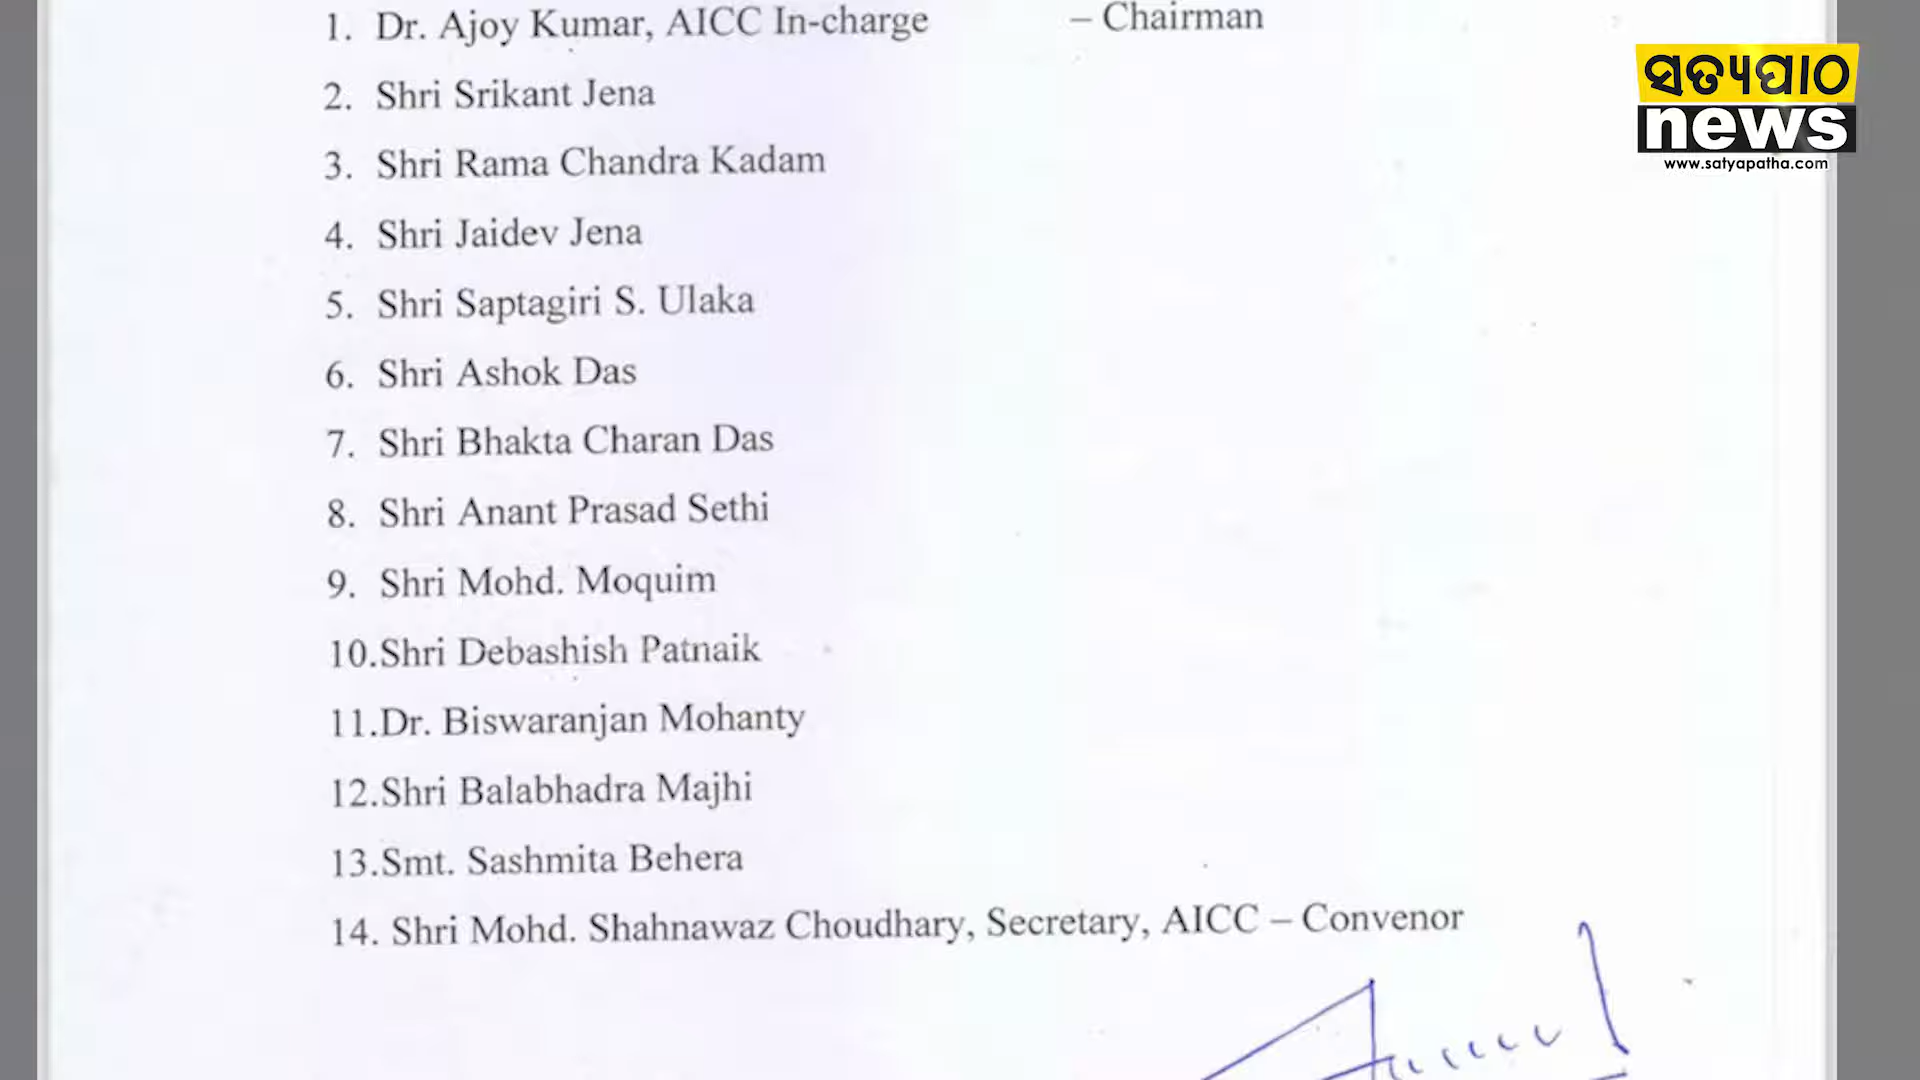 1. Dr. Ajoy Kumar, AICC In-charge – Chairman
2. Shri Srikant Jena
3. Shri Rama Chandra Kadam
4. Shri Jaidev Jena
5. Shri Saptagiri S. Ulaka
6. Shri Ashok Das
7. Shri Bhakta Charan Das
8. Shri Anant Prasad Sethi
9. Shri Mohd. Moquim
10.Shri Debashish Patnaik
11.Dr. Biswaranjan Mohanty
12.Shri Balabhadra Majhi
13.Smt. Sashmita Behera
14. Shri Mohd. Shahnawaz Choudhary, Secretary, AICC – Convenor
ସତ୍ୟପାଠ
news
www.satyapatha.com